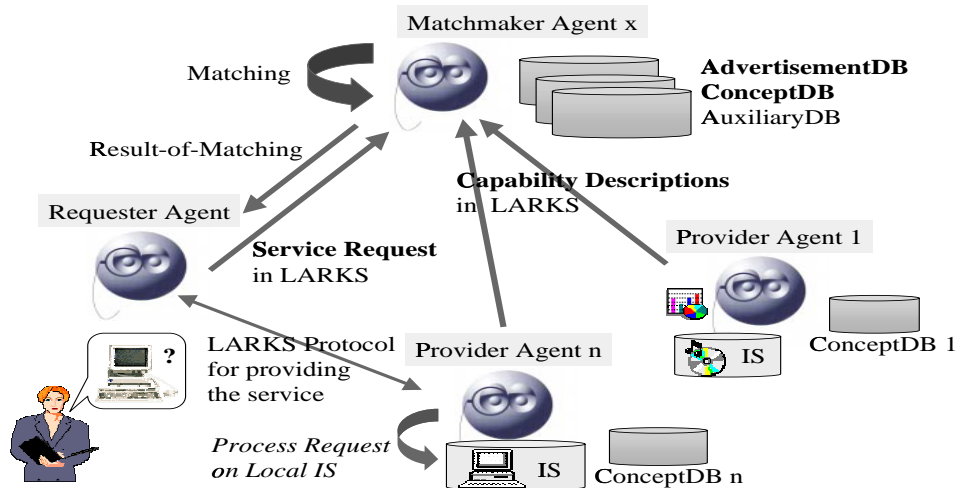 Matchmaker Agent x
Matching
AdvertisementDB
ConceptDB
AuxiliaryDB
Result-of-Matching
Capability Descriptions
in LARKS
Requester Agent
Service Request
in LARKS
Provider Agent 1
IS
ConceptDB 1
?
LARKS Protocol
for providing
the service
Provider Agent n
Process Request
on Local IS
IS
ConceptDB n